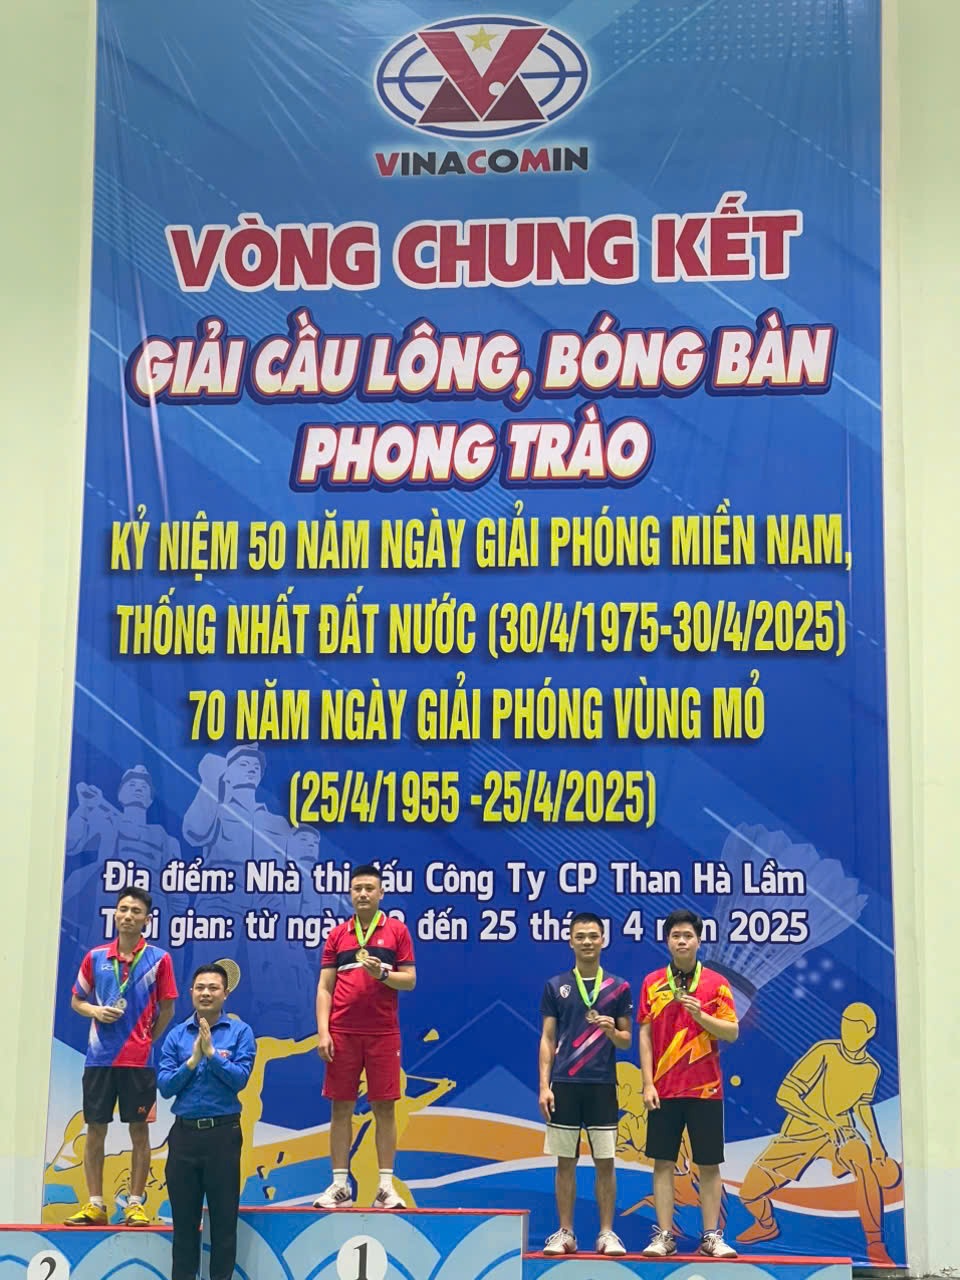 VINACOMIN
VÒNG CHUNG KẾT
GIẢI CẦU LÔNG, BÓNG BÀN
PHONG TRÀO
KỶ NIỆM 50 NĂM NGÀY GIẢI PHÓNG MIỀN NAM,
THỐNG NHẤT ĐẤT NƯỚC (30/4/1975-30/4/2025)
70 NĂM NGÀY GIẢI PHÓNG VÙNG MỎ
(25/4/1955 -25/4/2025)
Địa điểm: Nhà thi đấu Công Ty CP Than Hà Lầm
Thời gian: từ ngày đến 25 tháng 4 năm 2025
2
1